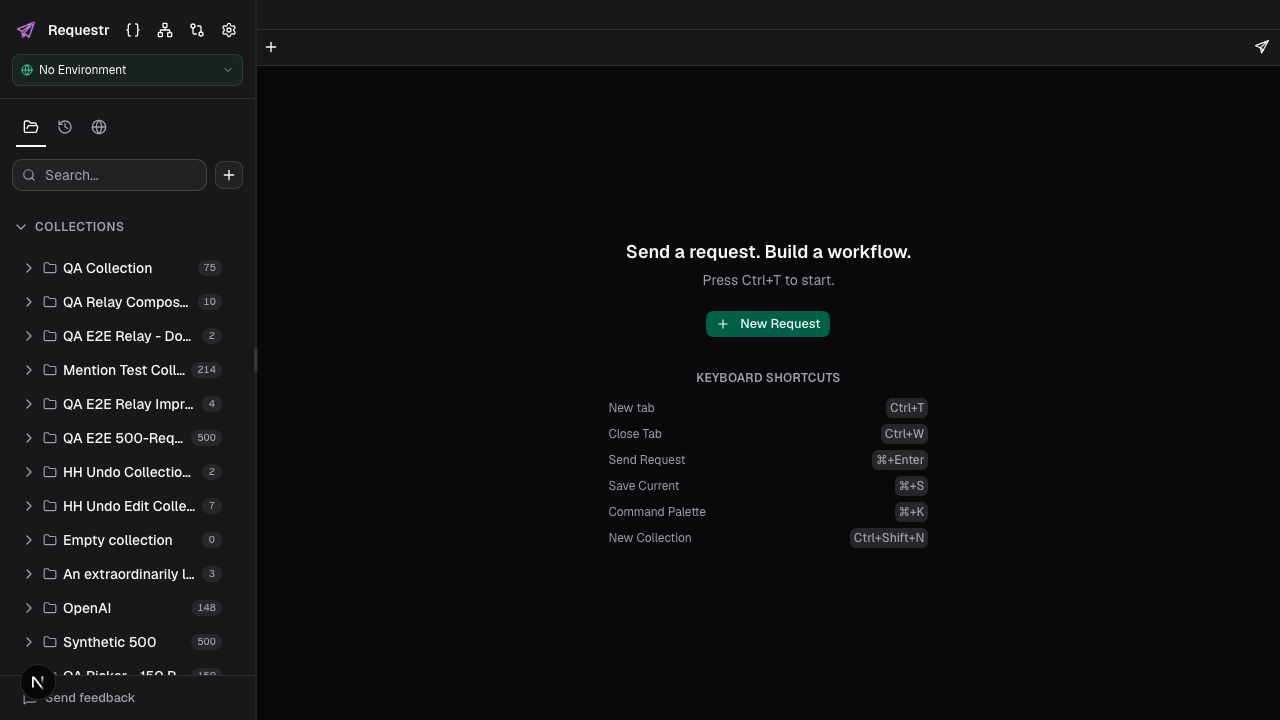 Requestr
No Environment
Search...
COLLECTIONS
QA Collection 75
QA Relay Compos... 10
QA E2E Relay - Do... 2
Mention Test Coll... 214
QA E2E Relay Impr... 4
QA E2E 500-Req... 500
HH Undo Collectio... 2
HH Undo Edit Colle... 7
Empty collection 0
An extraordinarily l... 3
OpenAI 148
Synthetic 500 500
Send feedback
Send a request. Build a workflow.
Press Ctrl+T to start.
New Request
KEYBOARD SHORTCUTS
New tab Ctrl+T
Close Tab Ctrl+W
Send Request ⌘+Enter
Save Current ⌘+S
Command Palette ⌘+K
New Collection Ctrl+Shift+N